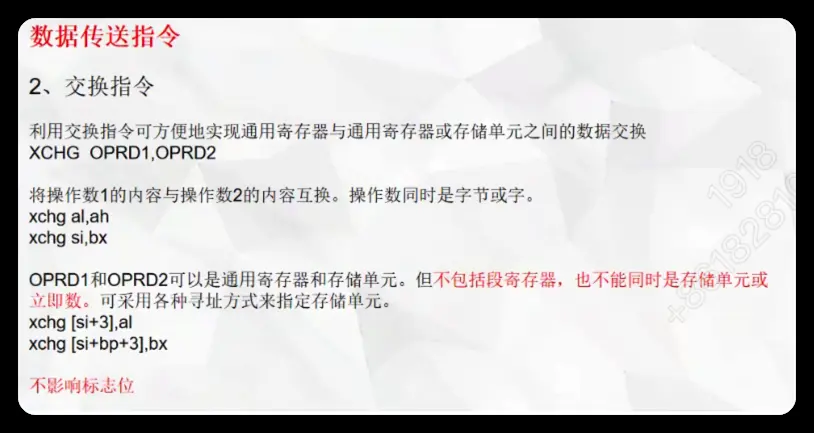 数据传送指令
2、交换指令
利用交换指令可方便地实现通用寄存器与通用寄存器或存储单元之间的数据交换
XCHG OPRD1,OPRD2
将操作数1的内容与操作数2的内容互换。操作数同时是字节或字。
xchg al,ah
xchg si,bx
OPRD1和OPRD2可以是通用寄存器和存储单元。但不包括段寄存器，也不能同时是存储单元或
立即数。可采用各种寻址方式来指定存储单元。
xchg [si+3],al
xchg [si+bp+3],bx
不影响标志位
1918